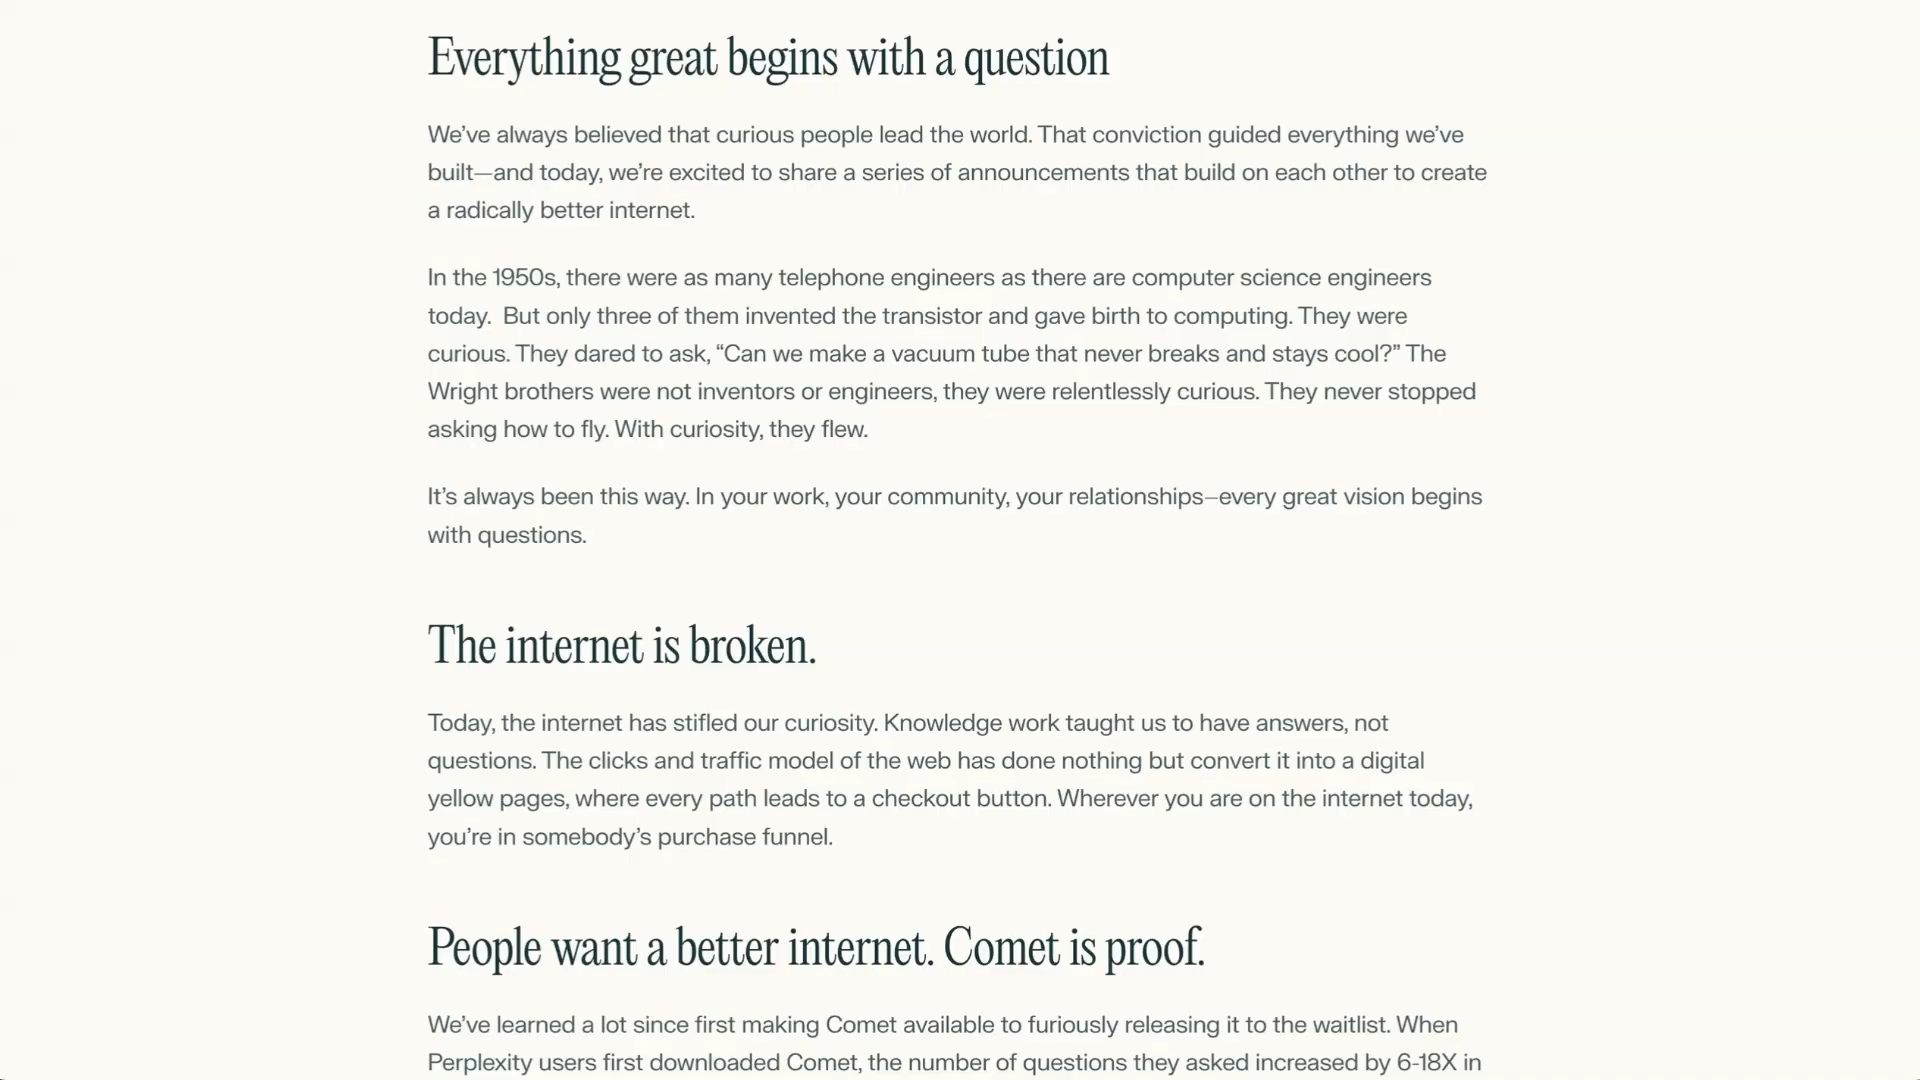 Everything great begins with a question
We’ve always believed that curious people lead the world. That conviction guided everything we’ve
built—and today, we’re excited to share a series of announcements that build on each other to create
a radically better internet.
In the 1950s, there were as many telephone engineers as there are computer science engineers
today.  But only three of them invented the transistor and gave birth to computing. They were
curious. They dared to ask, “Can we make a vacuum tube that never breaks and stays cool?” The
Wright brothers were not inventors or engineers, they were relentlessly curious. They never stopped
asking how to fly. With curiosity, they flew.
It’s always been this way. In your work, your community, your relationships—every great vision begins
with questions.
The internet is broken.
Today, the internet has stifled our curiosity. Knowledge work taught us to have answers, not
questions. The clicks and traffic model of the web has done nothing but convert it into a digital
yellow pages, where every path leads to a checkout button. Wherever you are on the internet today,
you’re in somebody’s purchase funnel.
People want a better internet. Comet is proof.
We’ve learned a lot since first making Comet available to furiously releasing it to the waitlist. When
Perplexity users first downloaded Comet, the number of questions they asked increased by 6-18X in